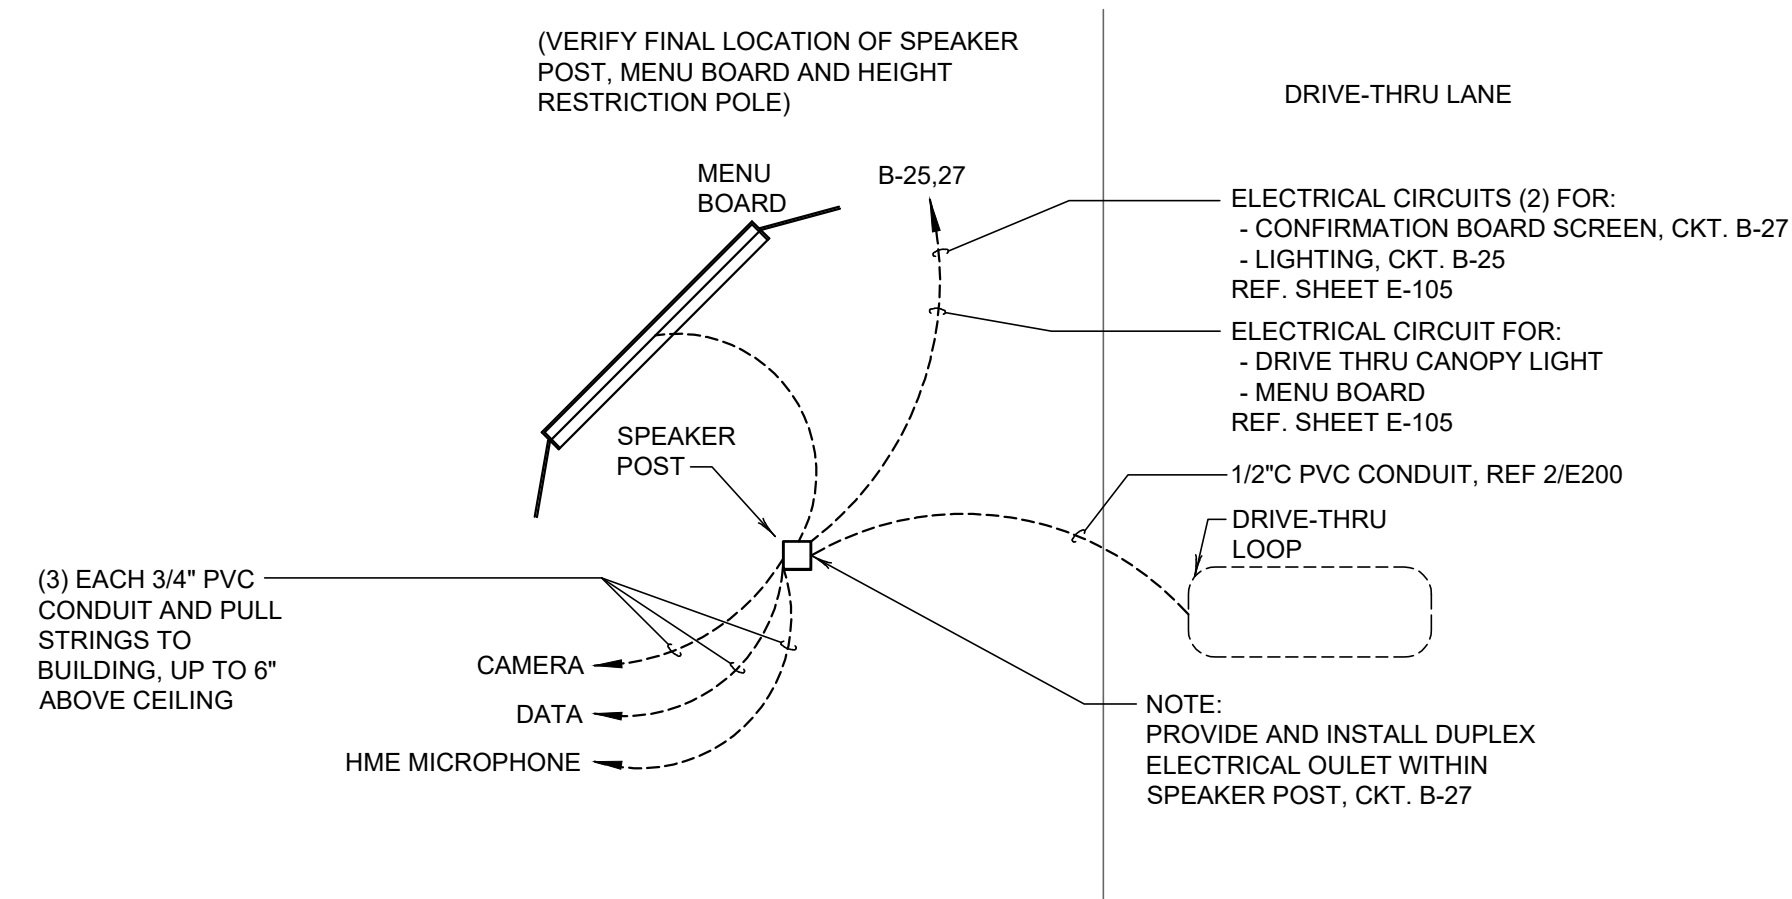 (VERIFY FINAL LOCATION OF SPEAKER
POST, MENU BOARD AND HEIGHT
RESTRICTION POLE)
DRIVE-THRU LANE
MENU
BOARD
B-25,27
ELECTRICAL CIRCUITS (2) FOR:
- CONFIRMATION BOARD SCREEN, CKT. B-27
- LIGHTING, CKT. B-25
REF. SHEET E-105
ELECTRICAL CIRCUIT FOR:
- DRIVE THRU CANOPY LIGHT
- MENU BOARD
REF. SHEET E-105
SPEAKER
POST
1/2"C PVC CONDUIT, REF 2/E200
DRIVE-THRU
LOOP
(3) EACH 3/4" PVC
CONDUIT AND PULL
STRINGS TO
BUILDING, UP TO 6"
ABOVE CEILING
CAMERA
DATA
HME MICROPHONE
NOTE:
PROVIDE AND INSTALL DUPLEX
ELECTRICAL OULET WITHIN
SPEAKER POST, CKT. B-27